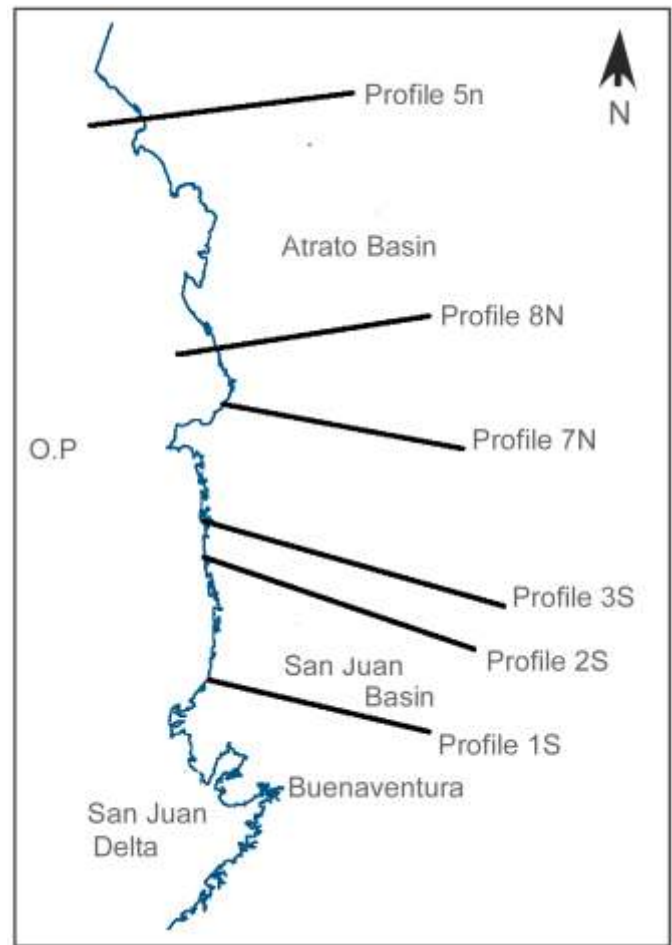 Profile 5n
N
Atrato Basin
Profile 8N
O.P
Profile 7N
Profile 3S
Profile 2S
San Juan
Basin
Profile 1S
Buenaventura
San Juan
Delta